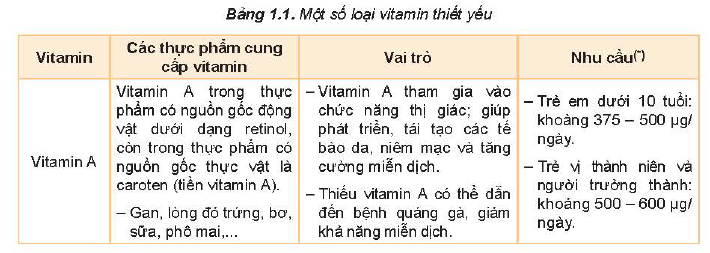 Bảng 1.1. Một số loại vitamin thiết yếu
Vitamin
Các thực phẩm cung
cấp vitamin
Vai trò
Nhu cầu(*)
Vitamin A
Vitamin A trong thực
phẩm có nguồn gốc động
vật dưới dạng retinol,
còn trong thực phẩm có
nguồn gốc thực vật là
caroten (tiền vitamin A).
– Gan, lòng đỏ trứng, bơ,
sữa, phô mai,...
– Vitamin A tham gia vào
chức năng thị giác; giúp
phát triển, tái tạo các tế
bào da, niêm mạc và tăng
cường miễn dịch.
– Thiếu vitamin A có thể dẫn
đến bệnh quáng gà, giảm
khả năng miễn dịch.
– Trẻ em dưới 10 tuổi:
khoảng 375 – 500 µg/
ngày.
– Trẻ vị thành niên và
người trưởng thành:
khoảng 500 – 600 µg/
ngày.